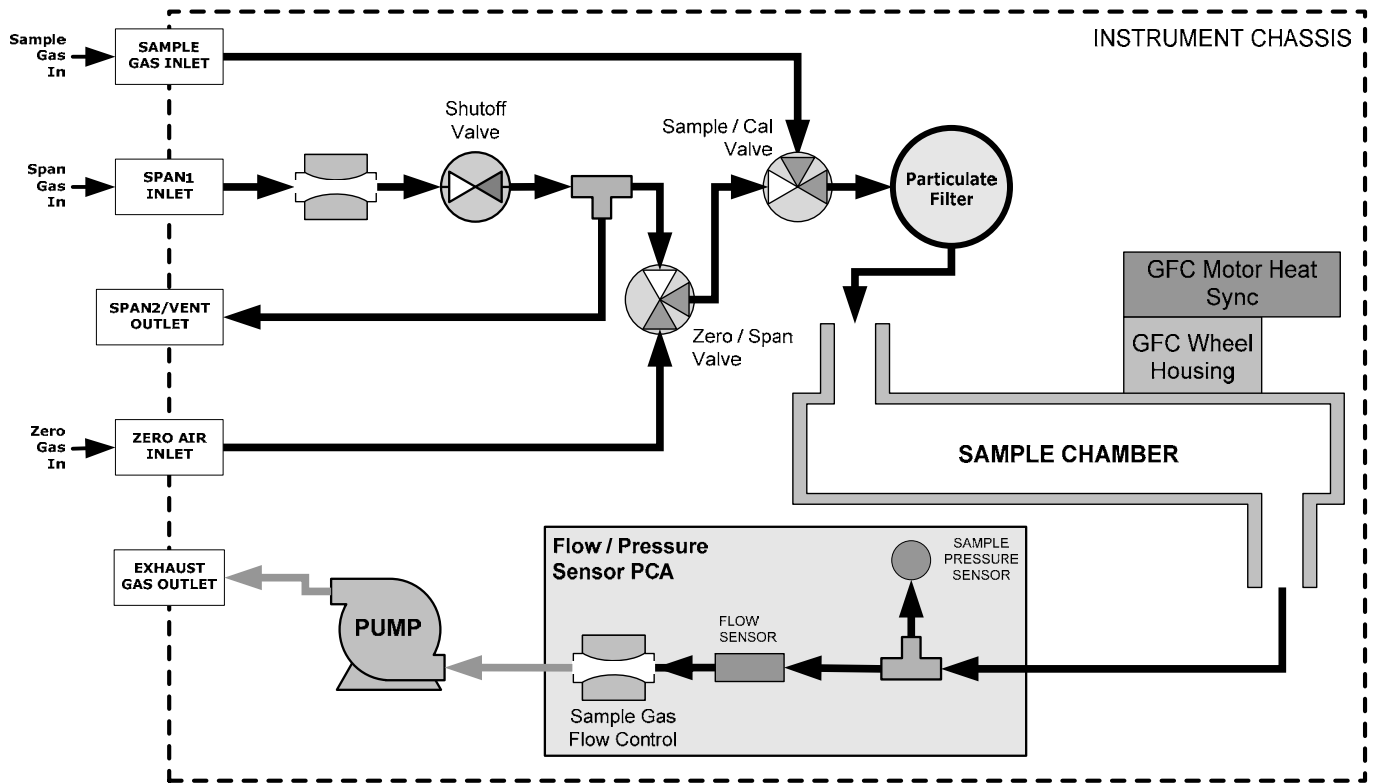 INSTRUMENT CHASSIS
Sample
Gas
In
SAMPLE
GAS INLET
Shutoff
Valve
Sample / Cal
Valve
Span
Gas
In
SPAN1
INLET
Particulate
Filter
SPAN2/VENT
OUTLET
Zero / Span
Valve
GFC Motor Heat
Sync
GFC Wheel
Housing
Zero
Gas
In
ZERO AIR
INLET
SAMPLE CHAMBER
EXHAUST
GAS OUTLET
PUMP
Flow / Pressure
Sensor PCA
SAMPLE
PRESSURE
SENSOR
FLOW
SENSOR
Sample Gas
Flow Control